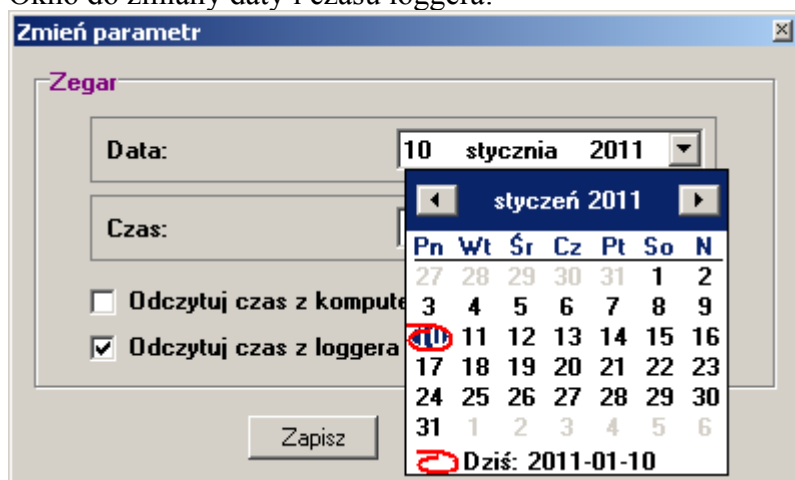 Okno do zmiany daty i czasu loggera:
Zmień parametr
Zegar
Data: 10 stycznia 2011
styczeń 2011
Czas:
Pn Wt Śr Cz Pt So N
27 28 29 30 31 1 2
Odczytuj czas z kompute
3 4 5 6 7 8 9
10 11 12 13 14 15 16
Odczytuj czas z loggera
17 18 19 20 21 22 23
24 25 26 27 28 29 30
Zapisz
31 1 2 3 4 5 6
Dziś: 2011-01-10